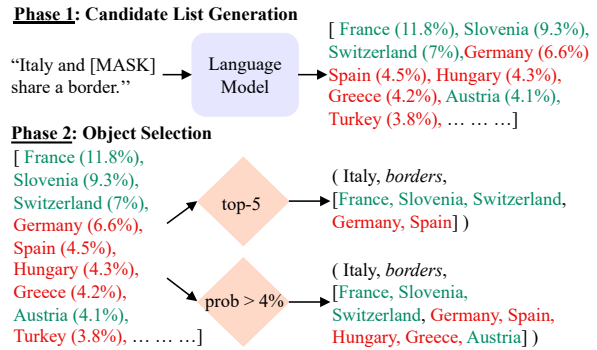 Phase 1: Candidate List Generation
“Italy and [MASK]
share a border.’’
Language
Model
[ France (11.8%), Slovenia (9.3%),
Switzerland (7%),Germany (6.6%)
Spain (4.5%), Hungary (4.3%),
Greece (4.2%), Austria (4.1%),
Turkey (3.8%), … … …]
Phase 2: Object Selection
[ France (11.8%),
Slovenia (9.3%),
Switzerland (7%),
Germany (6.6%)
Spain (4.5%),
Hungary (4.3%),
Greece (4.2%),
Austria (4.1%),
Turkey (3.8%), … … …]
top-5
( Italy, borders,
[France, Slovenia, Switzerland,
Germany, Spain] )
prob > 4%
( Italy, borders,
[France, Slovenia,
Switzerland, Germany, Spain,
Hungary, Greece, Austria] )